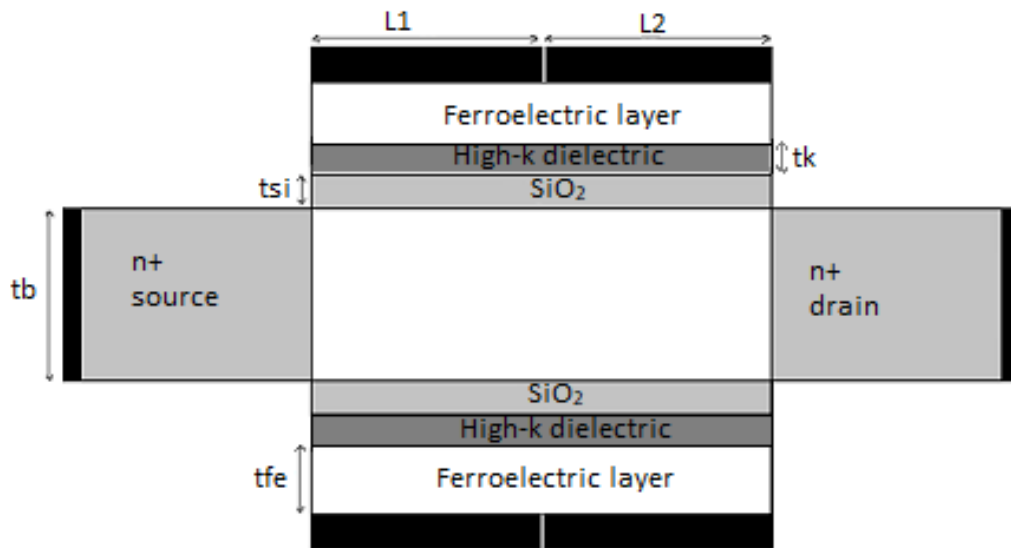 L1 L2
Ferroelectric layer
High-k dielectric tk
tsi SiO₂
n+
source
tb
n+
drain
SiO₂
High-k dielectric
tfe Ferroelectric layer